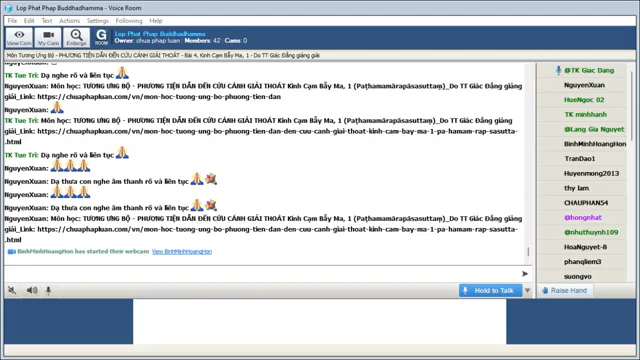 Lop Phat Phap Buddhadhamma - Voice Room
File Edit Text Actions Settings Following Help
View Cam
My Cam
Enlarge
G
ROOM
Lop Phat Phap Buddhadhamma
Owner: chua phap luan : Members: 42 : Cams: 0
Môn Tương Ưng Bộ - PHƯƠNG TIỆN DẪN ĐẾN CỨU CÁNH GIẢI THOÁT - Bài 4. Kinh Cạm Bẫy Ma, 1 - Do TT Giác Đẳng giảng giải
TK Tue Tri: Dạ nghe rõ và liên tục
NguyenXuan: Môn học: TƯƠNG ƯNG BỘ - PHƯƠNG TIỆN DẪN ĐẾN CỨU CÁNH GIẢI THOÁT Kinh Cạm Bẫy Ma, 1 (Paṭhamamārapāsasuttaṃ)_Do TT Giác Đẳng giảng
giải_Link: https://chuaphapluan.com/vn/mon-hoc-tuong-ung-bo-phuong-tien-dan
NguyenXuan:
TK Tue Tri: Môn học: TƯƠNG ƯNG BỘ - PHƯƠNG TIỆN DẪN ĐẾN CỨU CÁNH GIẢI THOÁT Kinh Cạm Bẫy Ma, 1 (Paṭhamamārapāsasuttaṃ)_Do TT Giác Đẳng giảng
giải_Link: https://chuaphapluan.com/vn/mon-hoc-tuong-ung-bo-phuong-tien-dan-den-cuu-canh-giai-thoat-kinh-cam-bay-ma-1-pa-hamam-rap-sasutta-
.html
TK Tue Tri: Dạ nghe rõ và liên tục
NguyenXuan:
NguyenXuan: Dạ thưa con nghe âm thanh rõ và liên tục
NguyenXuan:
NguyenXuan: Dạ thưa con nghe âm thanh rõ và liên tục
NguyenXuan: Môn học: TƯƠNG ƯNG BỘ - PHƯƠNG TIỆN DẪN ĐẾN CỨU CÁNH GIẢI THOÁT Kinh Cạm Bẫy Ma, 1 (Paṭhamamārapāsasuttaṃ)_Do TT Giác Đẳng giảng
giải_Link: https://chuaphapluan.com/vn/mon-hoc-tuong-ung-bo-phuong-tien-dan-den-cuu-canh-giai-thoat-kinh-cam-bay-ma-1-pa-hamam-rap-sasutta-
.html
BinhMinhHoangHon has started their webcam View BinhMinhHoangHon
Hold to Talk
@TK Giac Dang
NguyenXuan
HueNgoc 02
TK minhhanh
@Lang Gia Nguyet
BinhMinhHoangHon
TranDao1
Huyenmong2013
thy lam
CHAUPHAN54
@hongnhat
@nhuthuynh109
HoaNguyet-8
phanqliem3
suongvo
Raise Hand